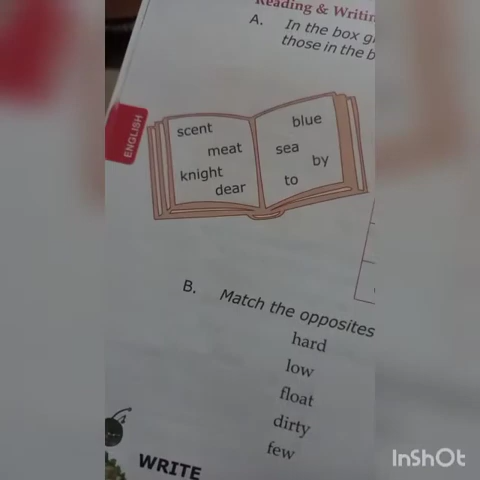 Reading & Writin
A. In the box g
those in the b
ENGLISH
scent
meat
knight
dear
blue
sea
by
to
B. Match the opposites
hard
low
float
dirty
few
WRITE
InShOt